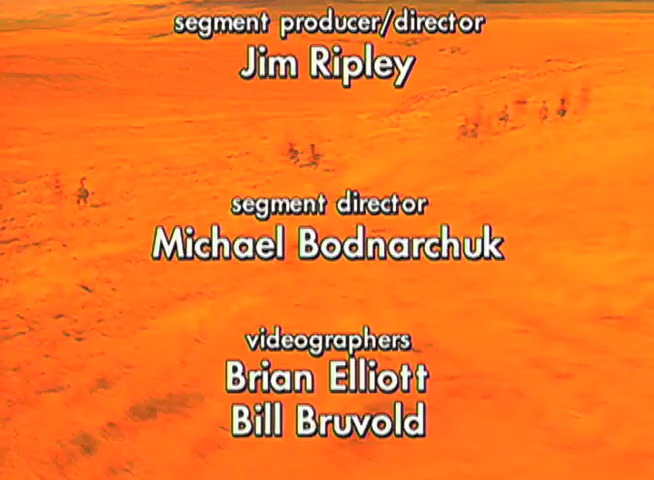 segment producer/director
Jim Ripley
segment director
Michael Bodnarchuk
videographers
Brian Elliott
Bill Bruvold